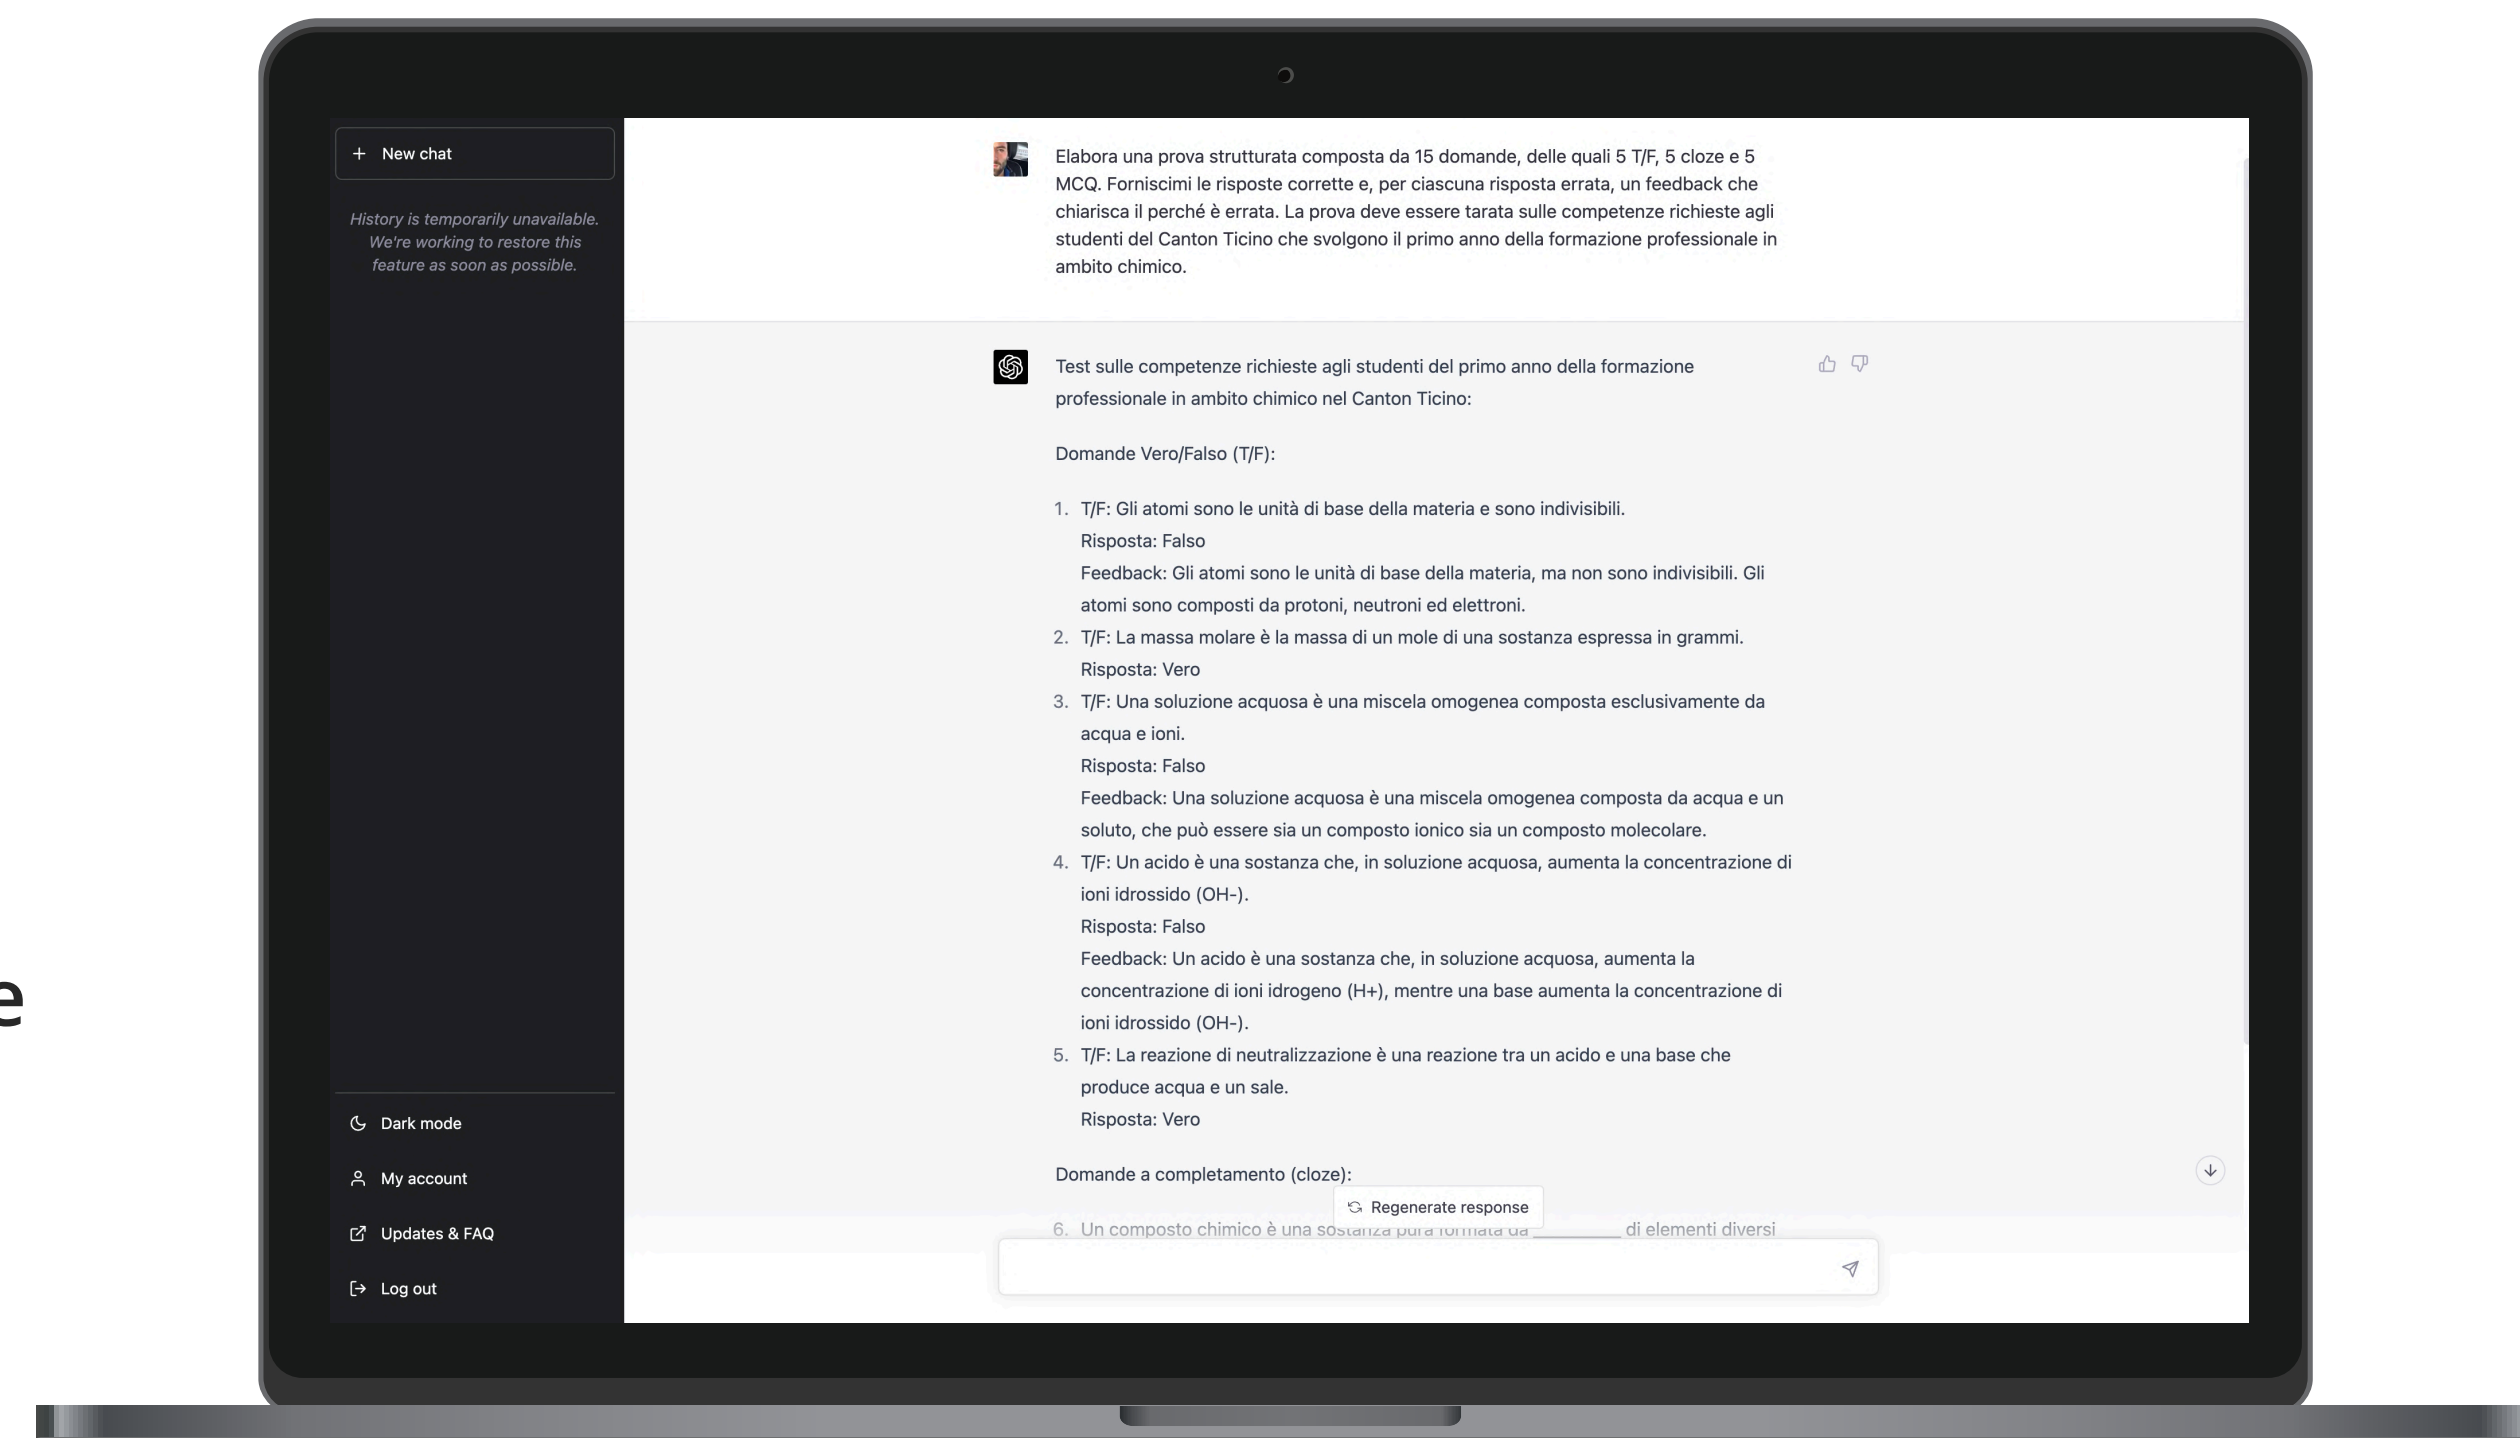 New chat
History is temporarily unavailable.
We're working to restore this
feature as soon as possible.
Elabora una prova strutturata composta da 15 domande, delle quali 5 T/F, 5 cloze e 5
MCQ. Forniscimi le risposte corrette e, per ciascuna risposta errata, un feedback che
chiarisca il perché è errata. La prova deve essere tarata sulle competenze richieste agli
studenti del Canton Ticino che svolgono il primo anno della formazione professionale in
ambito chimico.
Test sulle competenze richieste agli studenti del primo anno della formazione
professionale in ambito chimico nel Canton Ticino:
Domande Vero/Falso (T/F):
1. T/F: Gli atomi sono le unità di base della materia e sono indivisibili.
Risposta: Falso
Feedback: Gli atomi sono le unità di base della materia, ma non sono indivisibili. Gli
atomi sono composti da protoni, neutroni ed elettroni.
2. T/F: La massa molare è la massa di un mole di una sostanza espressa in grammi.
Risposta: Vero
3. T/F: Una soluzione acquosa è una miscela omogenea composta esclusivamente da
acqua e ioni.
Risposta: Falso
Feedback: Una soluzione acquosa è una miscela omogenea composta da acqua e un
soluto, che può essere sia un composto ionico sia un composto molecolare.
4. T/F: Un acido è una sostanza che, in soluzione acquosa, aumenta la concentrazione di
ioni idrossido (OH-).
Risposta: Falso
Feedback: Un acido è una sostanza che, in soluzione acquosa, aumenta la
concentrazione di ioni idrogeno (H+), mentre una base aumenta la concentrazione di
ioni idrossido (OH-).
5. T/F: La reazione di neutralizzazione è una reazione tra un acido e una base che
produce acqua e un sale.
Risposta: Vero
Domande a completamento (cloze):
Regenerate response
6. Un composto chimico è una sostanza pura formata da ________ di elementi diversi
e
Dark mode
My account
Updates & FAQ
Log out